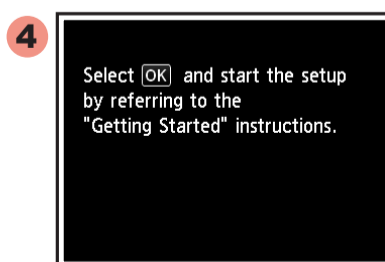 4
Select OK and start the setup
by referring to the
"Getting Started" instructions.